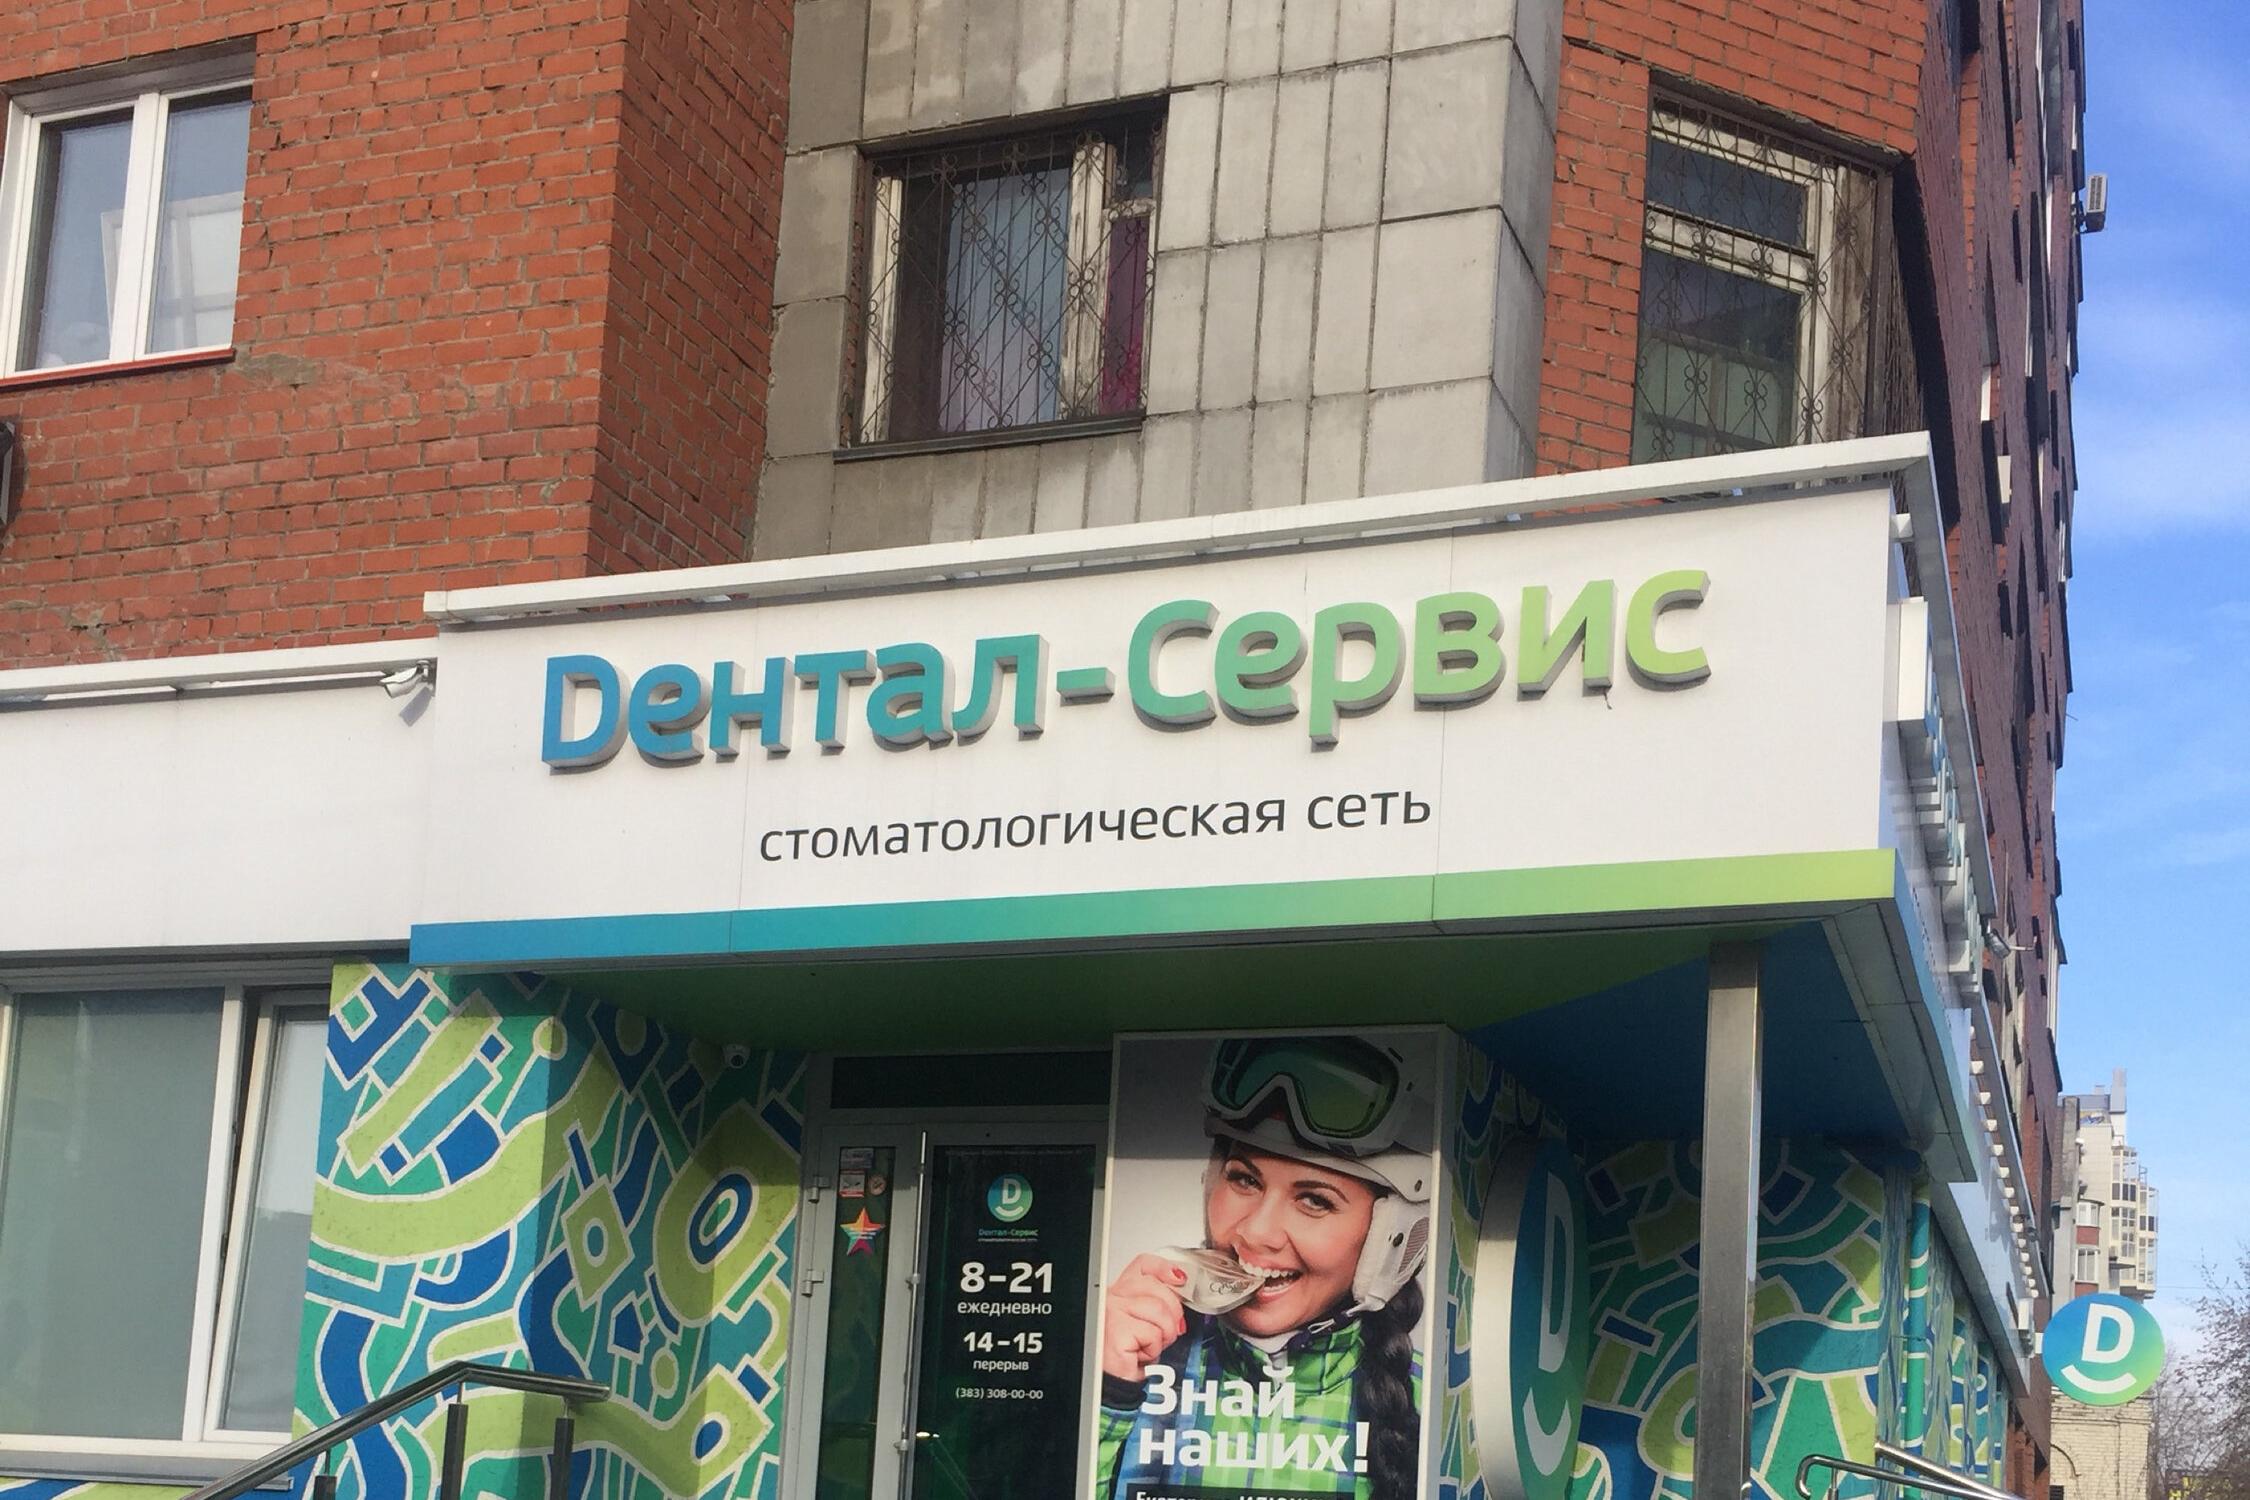 Dентал-Сервис
стоматологическая сеть
D
Dентал-Сервис
8-21
ежедневно
14-15
перерыв
(383) 308-00-00
Знай
наших!
D
D